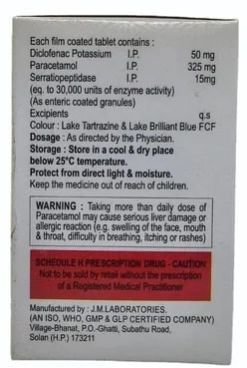 Each film coated tablet contains :
Diclofenac Potassium I.P. 50 mg
Paracetamol I.P. 325 mg
Serratiopeptidase I.P. 15mg
(eq. to 30,000 units of enzyme activity)
(As enteric coated granules)
Excipients q.s
Colour : Lake Tartrazine & Lake Brilliant Blue FCF
Dosage : As directed by the Physician.
Storage : Store in a cool & dry place
below 25°C temperature.
Protect from direct light & moisture.
Keep the medicine out of reach of children.
WARNING : Taking more than daily dose of
Paracetamol may cause serious liver damage or
allergic reaction (e.g. swelling of the face, mouth
& throat, difficulty in breathing, itching or rashes)
SCHEDULE H PRESCRIPTION DRUG - CAUTION
Not to be sold by retail without the prescription
of a Registered Medical Practitioner
Manufactured by : J.M.LABORATORIES.
(AN ISO, WHO, GMP & GLP CERTIFIED COMPANY)
Village-Bhanat, P.O.-Ghatti, Subathu Road,
Solan (H.P.) 173211